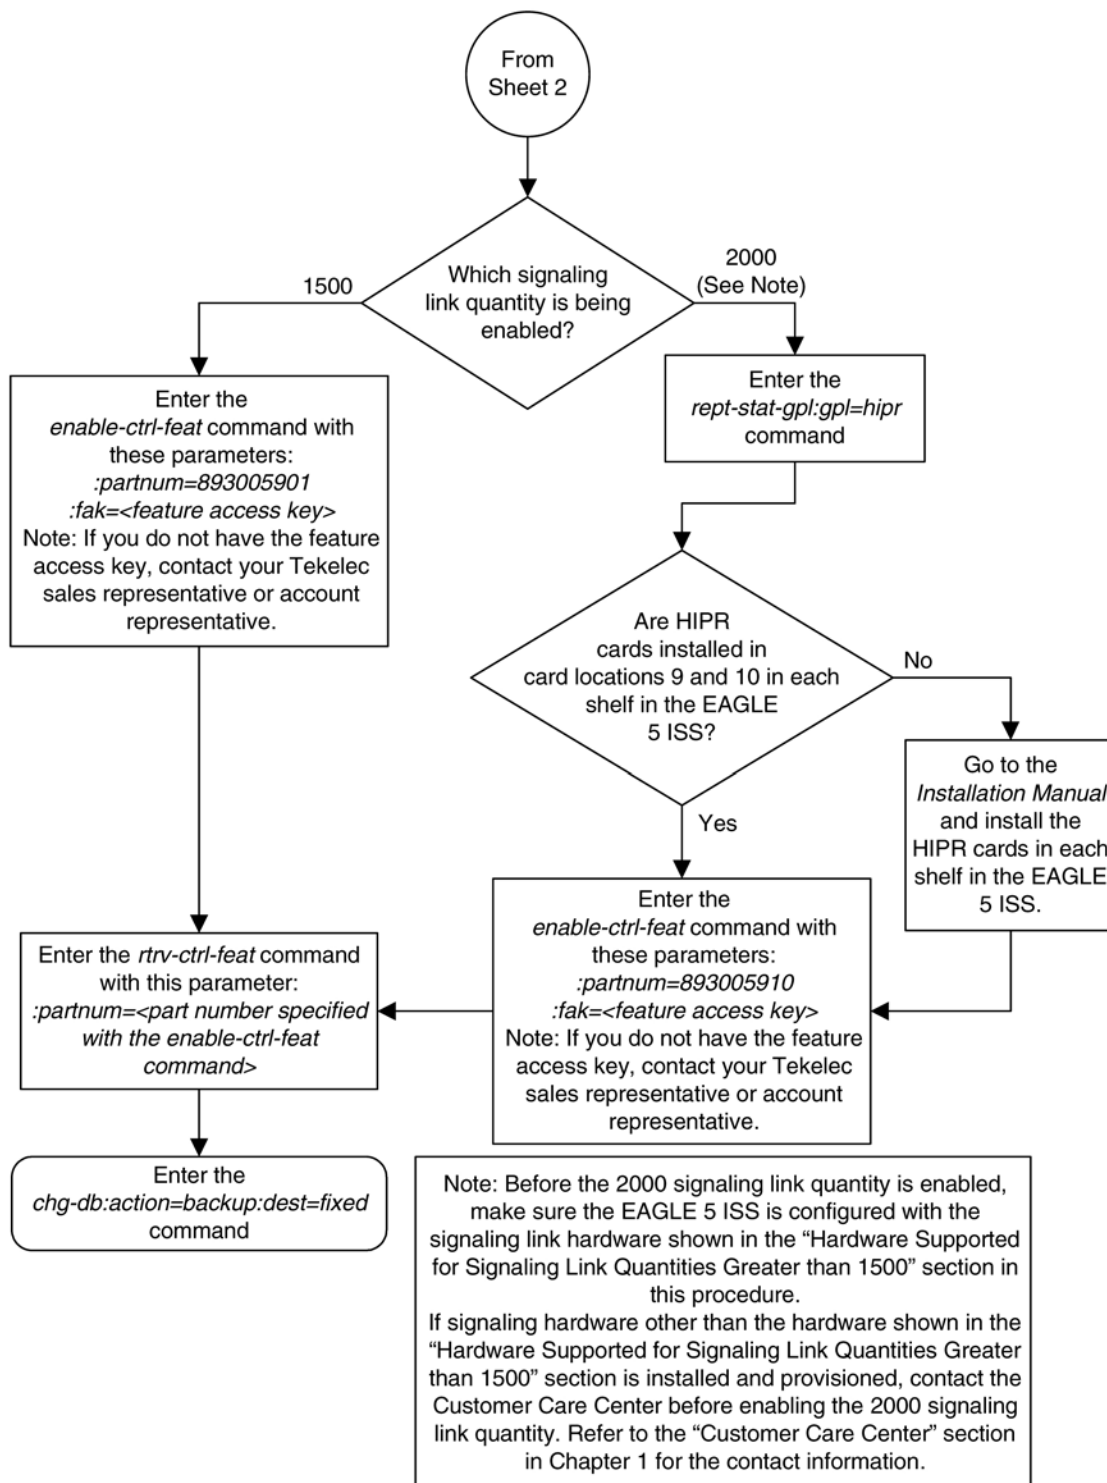 From
Sheet 2
Which signaling
link quantity is being
enabled?
1500
2000
(See Note)
Enter the
enable-ctrl-feat command with
these parameters:
:partnum=893005901
:fak=<feature access key>
Note: If you do not have the feature
access key, contact your Tekelec
sales representative or account
representative.
Enter the
rept-stat-gpl:gpl=hipr
command
Are HIPR
cards installed in
card locations 9 and 10 in each
shelf in the EAGLE
5 ISS?
No
Yes
Go to the
Installation Manual
and install the
HIPR cards in each
shelf in the EAGLE
5 ISS.
Enter the
enable-ctrl-feat command with
these parameters:
:partnum=893005910
:fak=<feature access key>
Note: If you do not have the feature
access key, contact your Tekelec
sales representative or account
representative.
Enter the rtrv-ctrl-feat command
with this parameter:
:partnum=<part number specified
with the enable-ctrl-feat
command>
Enter the
chg-db:action=backup:dest=fixed
command
Note: Before the 2000 signaling link quantity is enabled,
make sure the EAGLE 5 ISS is configured with the
signaling link hardware shown in the “Hardware Supported
for Signaling Link Quantities Greater than 1500” section in
this procedure.
If signaling hardware other than the hardware shown in the
“Hardware Supported for Signaling Link Quantities Greater
than 1500” section is installed and provisioned, contact the
Customer Care Center before enabling the 2000 signaling
link quantity. Refer to the “Customer Care Center” section
in Chapter 1 for the contact information.